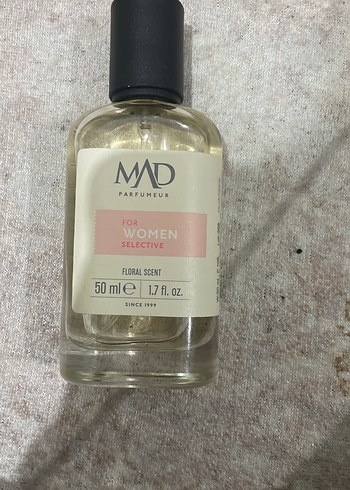 MAD
PARFUMEUR
FOR
WOMEN
SELECTIVE
FLORAL SCENT
50 ml℮ 1.7 fl. oz.
SINCE 1999